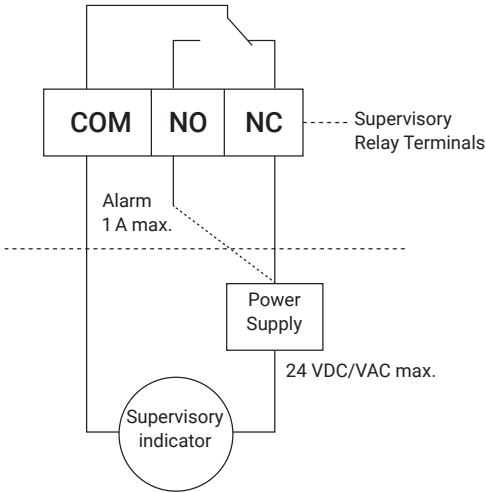 COM NO NC
Supervisory
Relay Terminals
Alarm
1 A max.
Power
Supply
24 VDC/VAC max.
Supervisory
indicator